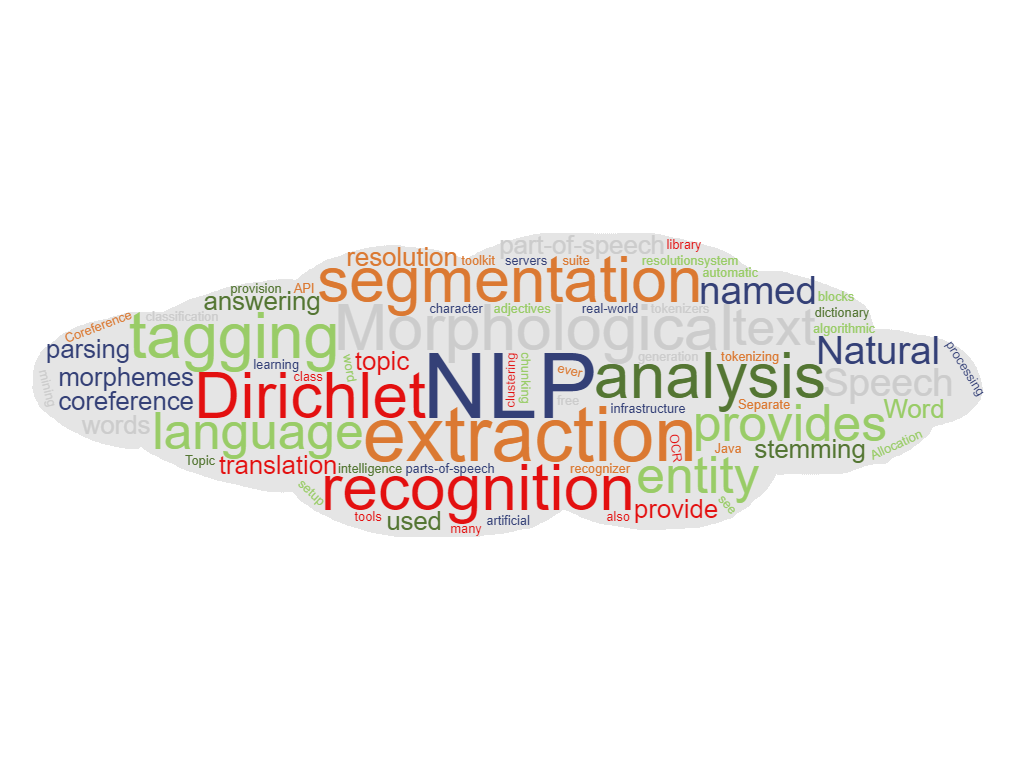 part-of-speech library
resolution toolkit servers suite resolutionsystem
segmentation automatic
provision API named
answering blocks
character adjectives real-world tokenizers dictionary
Coreference classification
tagging Morphological text algorithmic
parsing Natural processing
learning word topic clustering chunking generation tokenizing
mining morphemes class NLP ever analysis Speech
coreference Dirichlet free infrastructure Separate Word
words language extraction provides
OCR Java stemming Allocation
Topic translation intelligence parts-of-speech recognizer
setup recognition entity see
tools used many artificial also provide